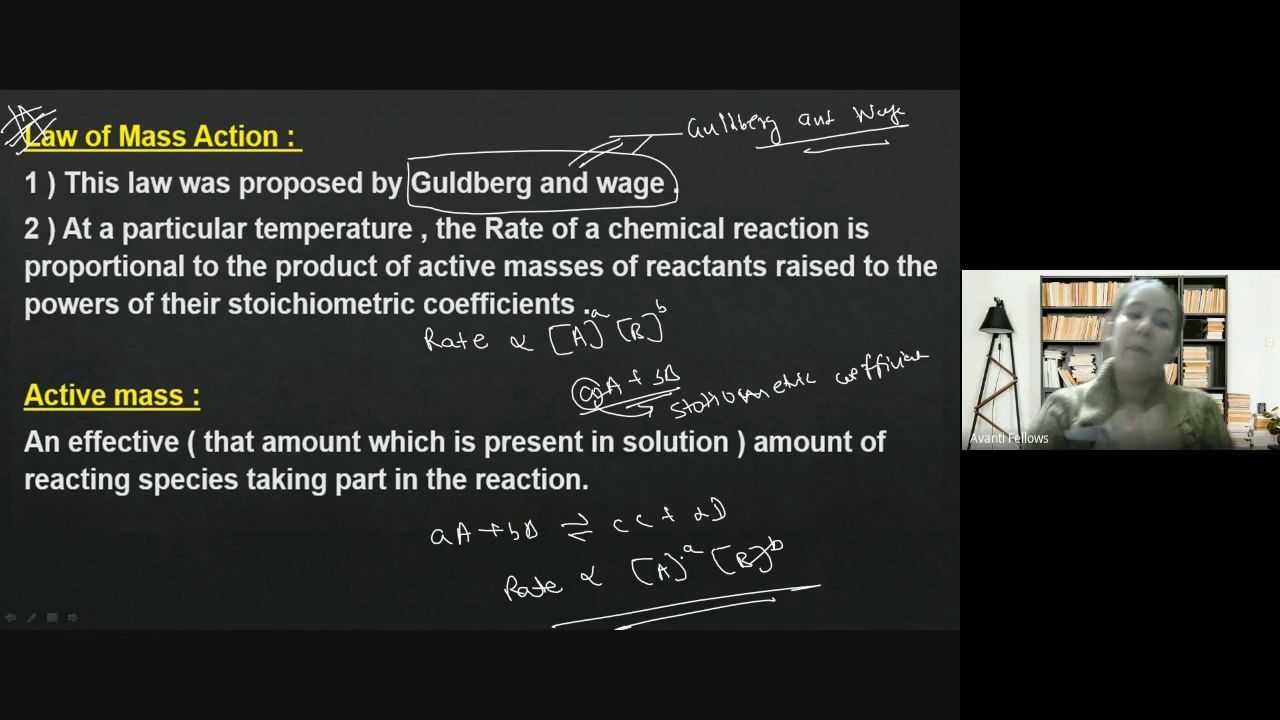 Law of Mass Action :
Guldberg and Wage
1 ) This law was proposed by Guldberg and wage .
2 ) At a particular temperature , the Rate of a chemical reaction is
proportional to the product of active masses of reactants raised to the
powers of their stoichiometric coefficients .
Rate ∝ [A]^a [B]^b
aA + bB
Active mass :
An effective ( that amount which is present in solution ) amount of
reacting species taking part in the reaction.
aA + bB ⇌ cC + dD
Rate ∝ [A]^a [B]^b
Avanti Fellows